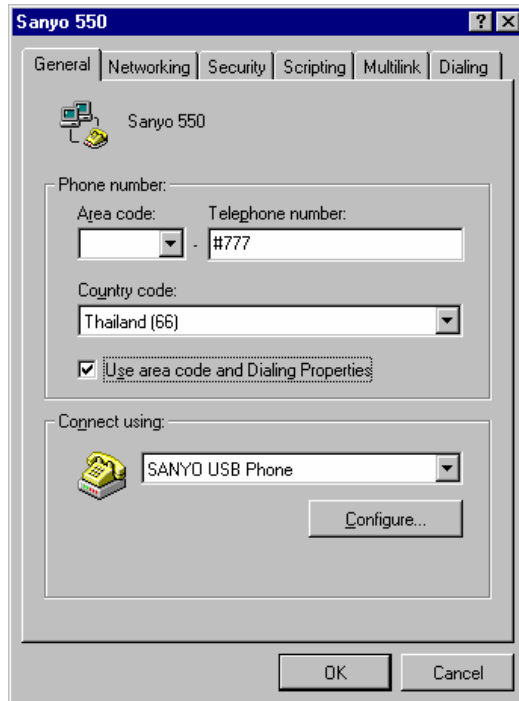 Sanyo 550
General Networking Security Scripting Multilink Dialing
Sanyo 550
Phone number:
Area code: Telephone number:
- #777
Country code:
Thailand (66)
Use area code and Dialing Properties
Connect using:
SANYO USB Phone
Configure...
OK Cancel